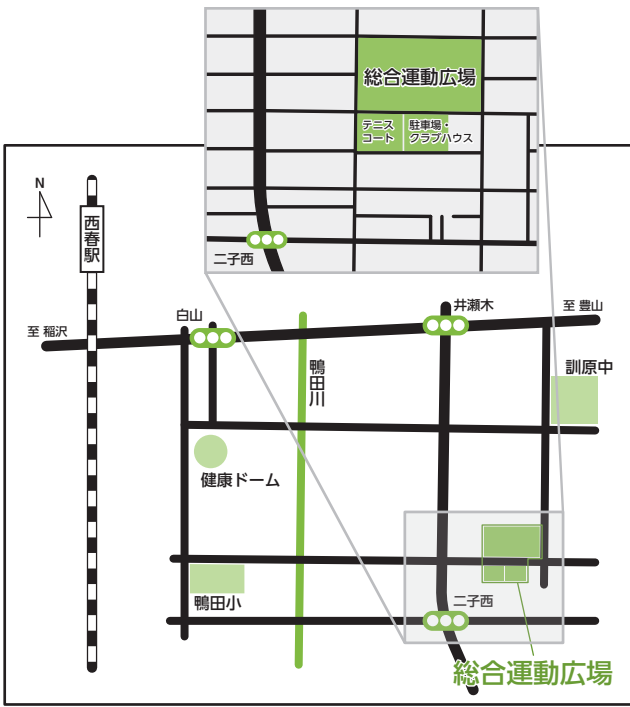 総合運動広場
テニス
コート
駐車場・
クラブハウス
二子西
N
西春駅
白山
井瀬木
至 豊山
至 稲沢
鴨田川
訓原中
健康ドーム
鴨田小
二子西
総合運動広場